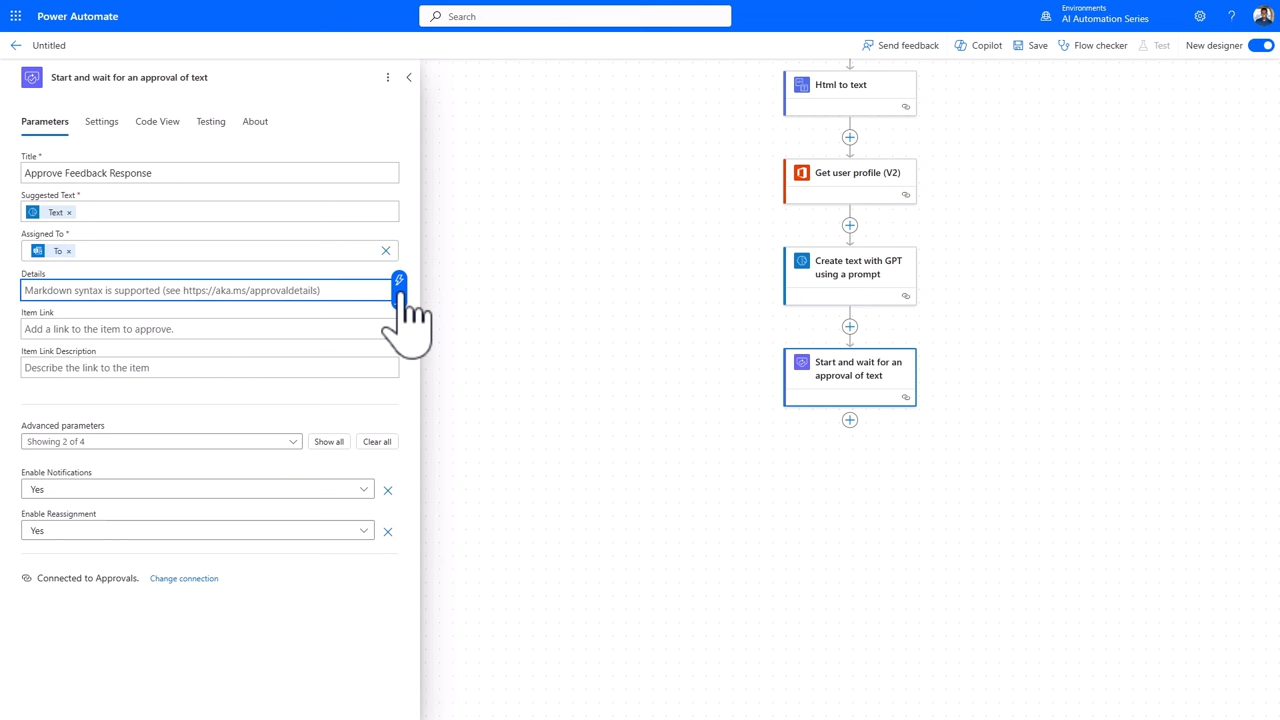 Power Automate
Search
Environments
AI Automation Series
?
Untitled
Send feedback
Copilot
Save
Flow checker
Test
New designer
Start and wait for an approval of text
Parameters
Settings
Code View
Testing
About
Title *
Approve Feedback Response
Suggested Text *
Text ×
Assigned To *
To ×
Details
Markdown syntax is supported (see https://aka.ms/approvaldetails)
Item Link
Add a link to the item to approve.
Item Link Description
Describe the link to the item
Advanced parameters
Showing 2 of 4
Show all
Clear all
Enable Notifications
Yes
Enable Reassignment
Yes
Connected to Approvals.
Change connection
Html to text
Get user profile (V2)
Create text with GPT
using a prompt
Start and wait for an
approval of text